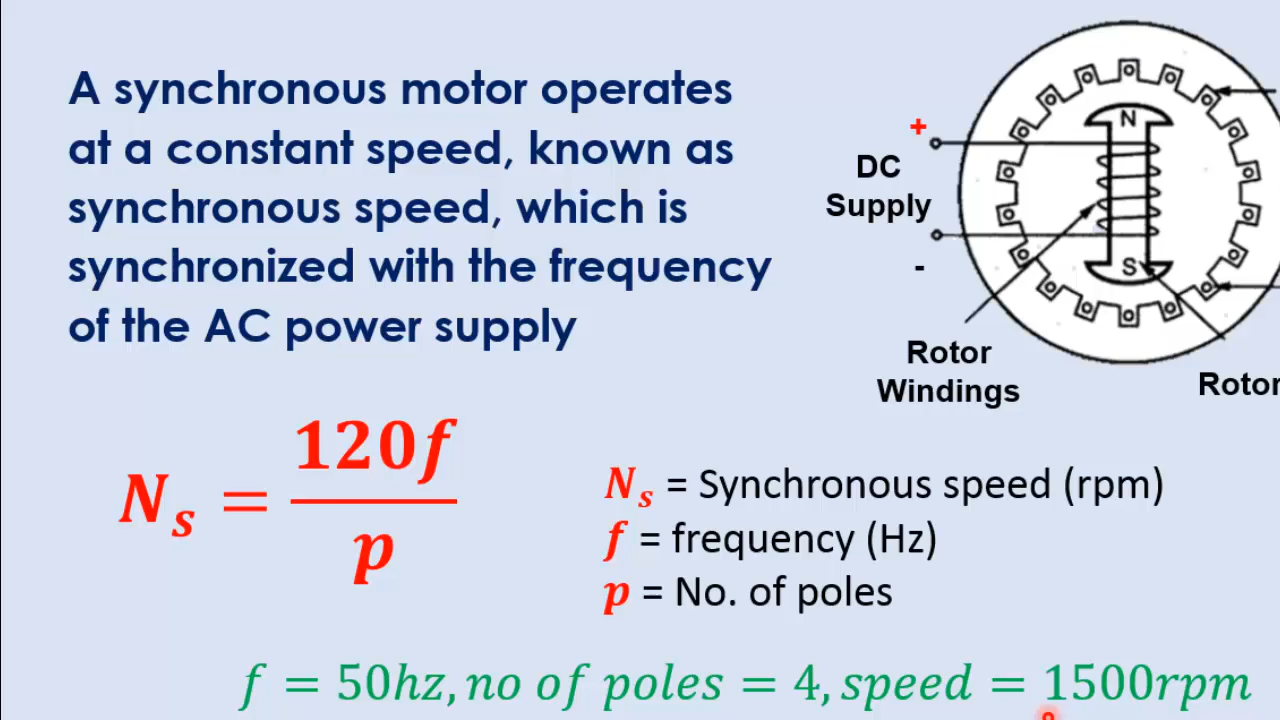 A synchronous motor operates
at a constant speed, known as
synchronous speed, which is
synchronized with the frequency
of the AC power supply
+
DC
Supply
-
N
S
Rotor
Windings
Rotor
N_s = 120f/p
N_s = Synchronous speed (rpm)
f = frequency (Hz)
p = No. of poles
f = 50hz, no of poles = 4, speed = 1500rpm